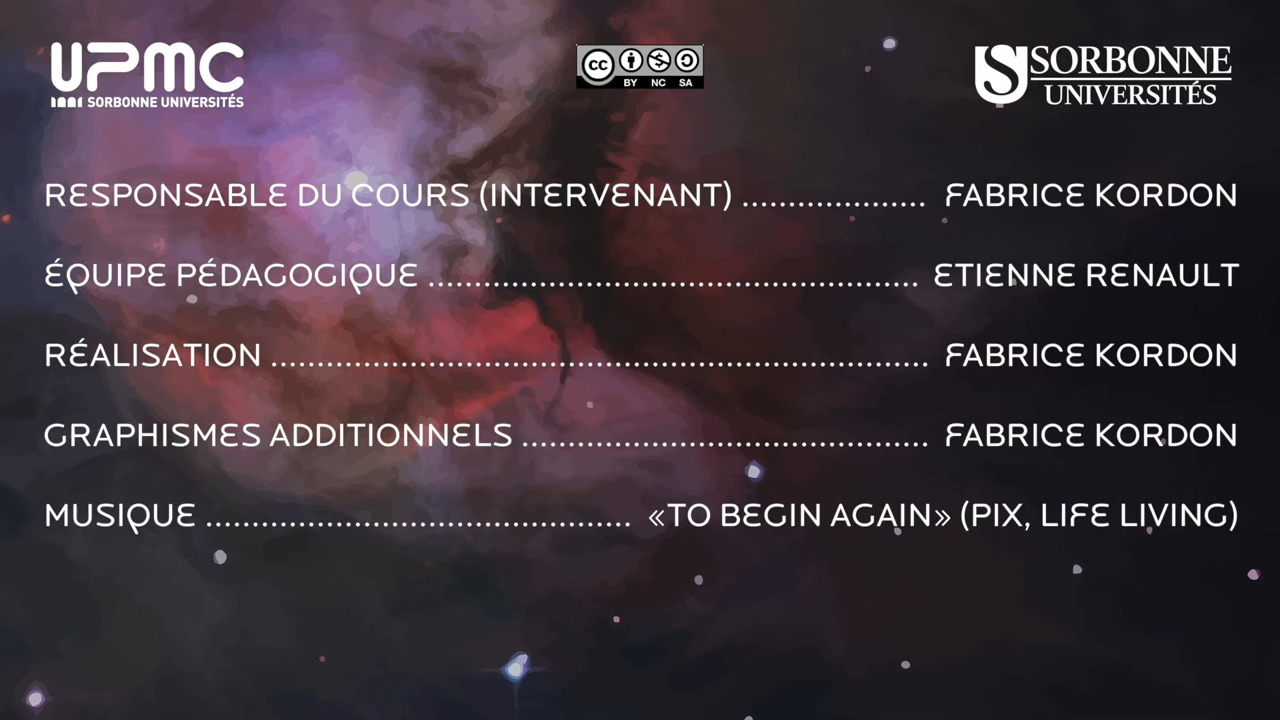 UPMC
SORBONNE UNIVERSITÉS
cc
BY NC SA
SORBONNE
UNIVERSITÉS
RESPONSABLE DU COURS (INTERVENANT) .................... FABRICE KORDON
ÉQUIPE PÉDAGOGIQUE ..................................................... ETIENNE RENAULT
RÉALISATION ....................................................................... FABRICE KORDON
GRAPHISMES ADDITIONNELS ............................................ FABRICE KORDON
MUSIQUE .............................................. «TO BEGIN AGAIN» (PIX, LIFE LIVING)